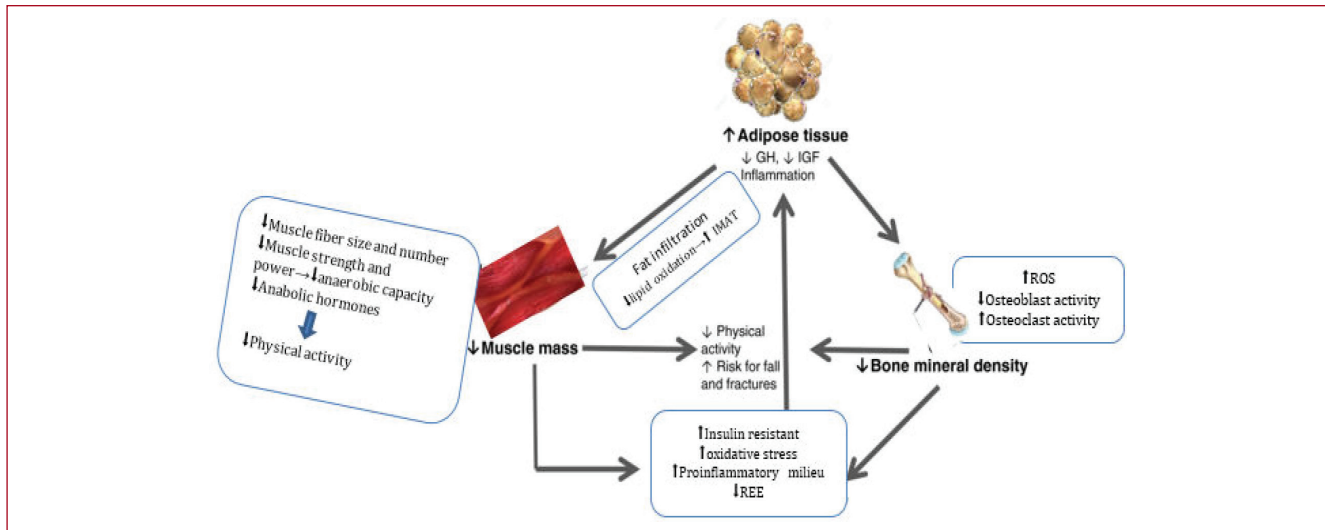 ↑Adipose tissue
↓ GH, ↓ IGF
Inflammation
Fat infiltration
↓lipid oxidation→↑ IMAT
↓Muscle fiber size and number
↓Muscle strength and
power→↓anaerobic capacity
↓Anabolic hormones
↓Physical activity
↓Muscle mass
↓ Physical
activity
↑ Risk for fall
and fractures
↑ROS
↓Osteoblast activity
↑Osteoclast activity
↓Bone mineral density
↑Insulin resistant
↑oxidative stress
↑Proinflammatory milieu
↓REE